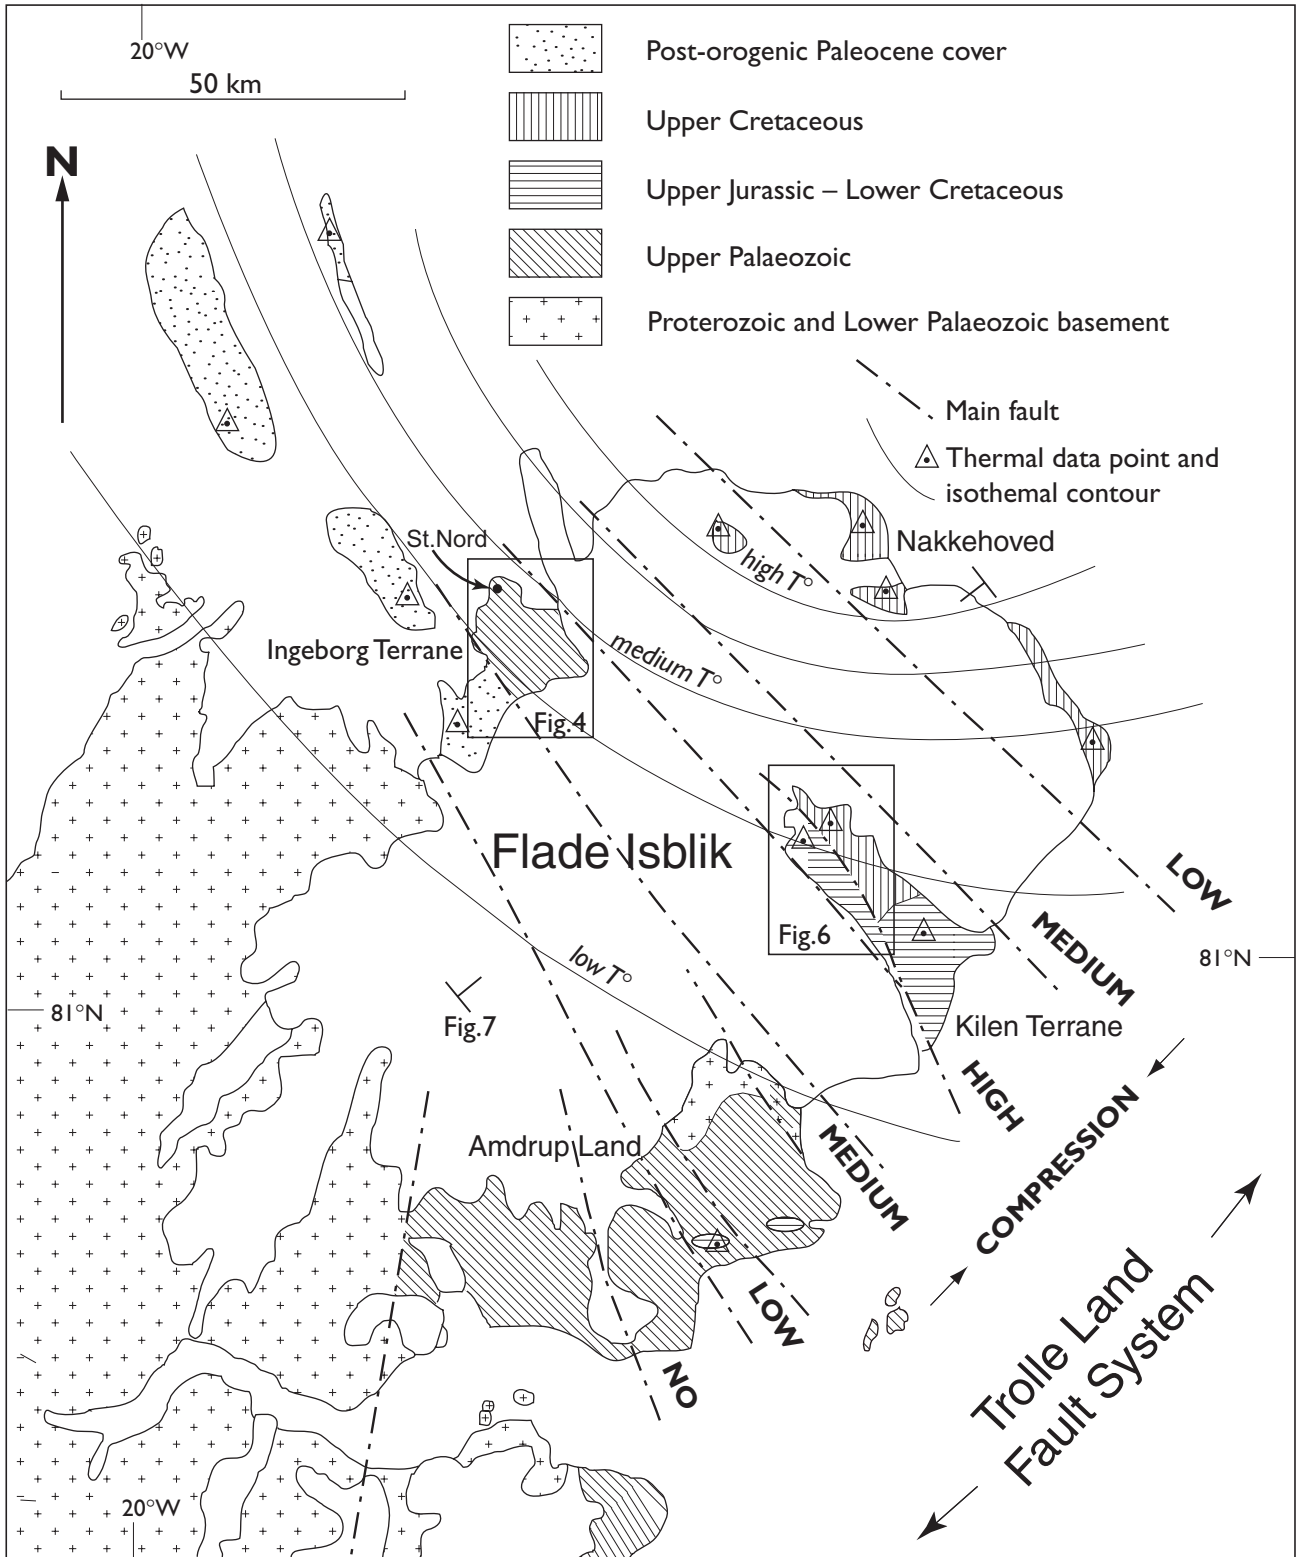 20°W
50 km
N
Post-orogenic Paleocene cover
Upper Cretaceous
Upper Jurassic – Lower Cretaceous
Upper Palaeozoic
Proterozoic and Lower Palaeozoic basement
Main fault
Thermal data point and
isothemal contour
St.Nord
Nakkehoved
high T°
Ingeborg Terrane
medium T°
Fig.4
Flade Isblik
LOW
Fig.6
MEDIUM
81°N
low T°
81°N
Fig.7
Kilen Terrane
HIGH
COMPRESSION
Amdrup Land
MEDIUM
LOW
NO
Trolle Land
Fault System
20°W